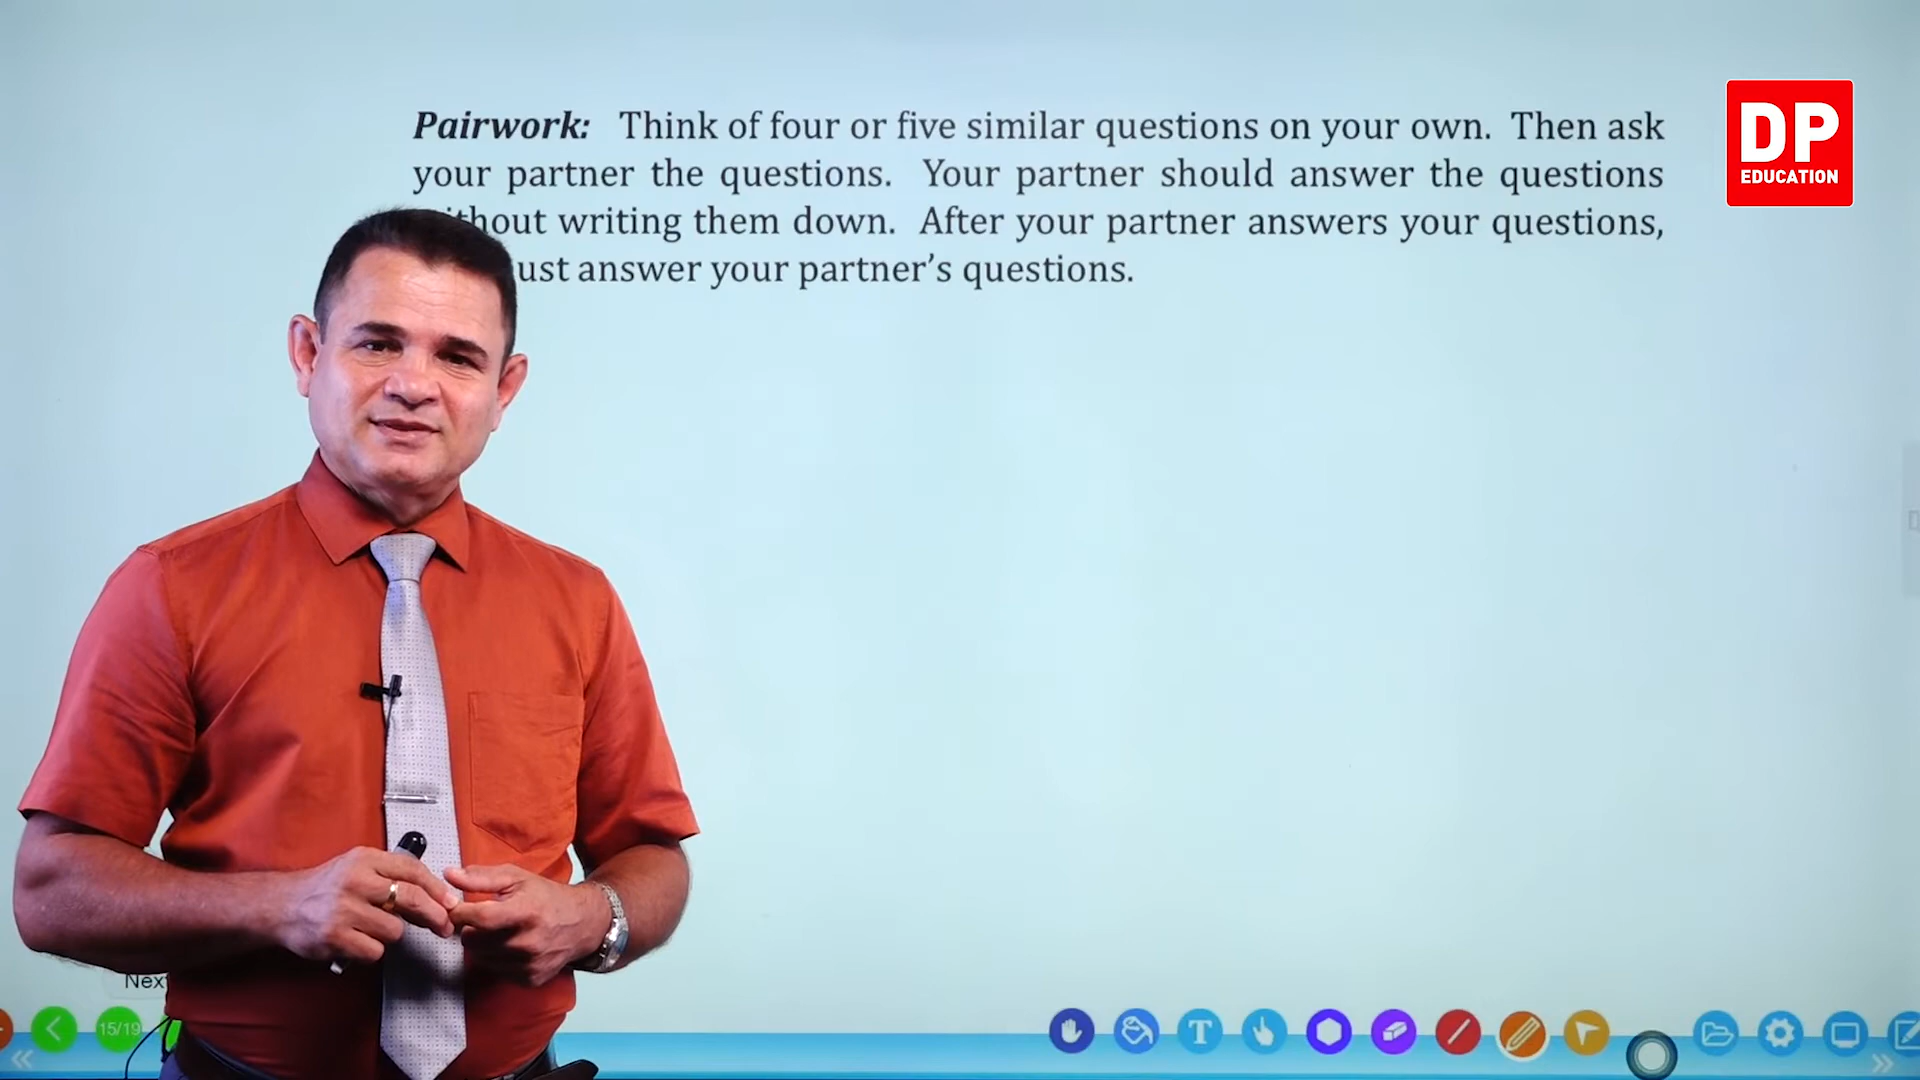 Pairwork: Think of four or five similar questions on your own. Then ask
your partner the questions. Your partner should answer the questions
thout writing them down. After your partner answers your questions,
ust answer your partner's questions.
DP
EDUCATION
Nex
15/19
T